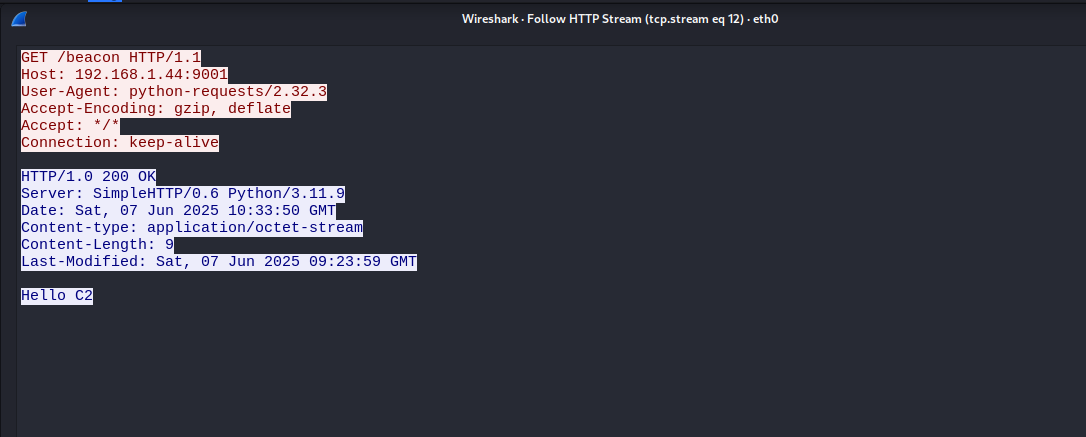 Wireshark · Follow HTTP Stream (tcp.stream eq 12) · eth0
GET /beacon HTTP/1.1
Host: 192.168.1.44:9001
User-Agent: python-requests/2.32.3
Accept-Encoding: gzip, deflate
Accept: */*
Connection: keep-alive
HTTP/1.0 200 OK
Server: SimpleHTTP/0.6 Python/3.11.9
Date: Sat, 07 Jun 2025 10:33:50 GMT
Content-type: application/octet-stream
Content-Length: 9
Last-Modified: Sat, 07 Jun 2025 09:23:59 GMT
Hello C2